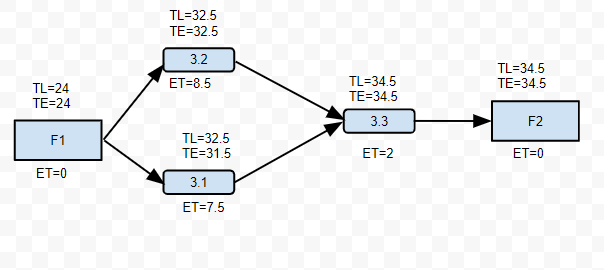 TL=24
TE=24
F1
ET=0
TL=32.5
TE=32.5
3.2
ET=8.5
TL=32.5
TE=31.5
3.1
ET=7.5
TL=34.5
TE=34.5
3.3
ET=2
TL=34.5
TE=34.5
F2
ET=0